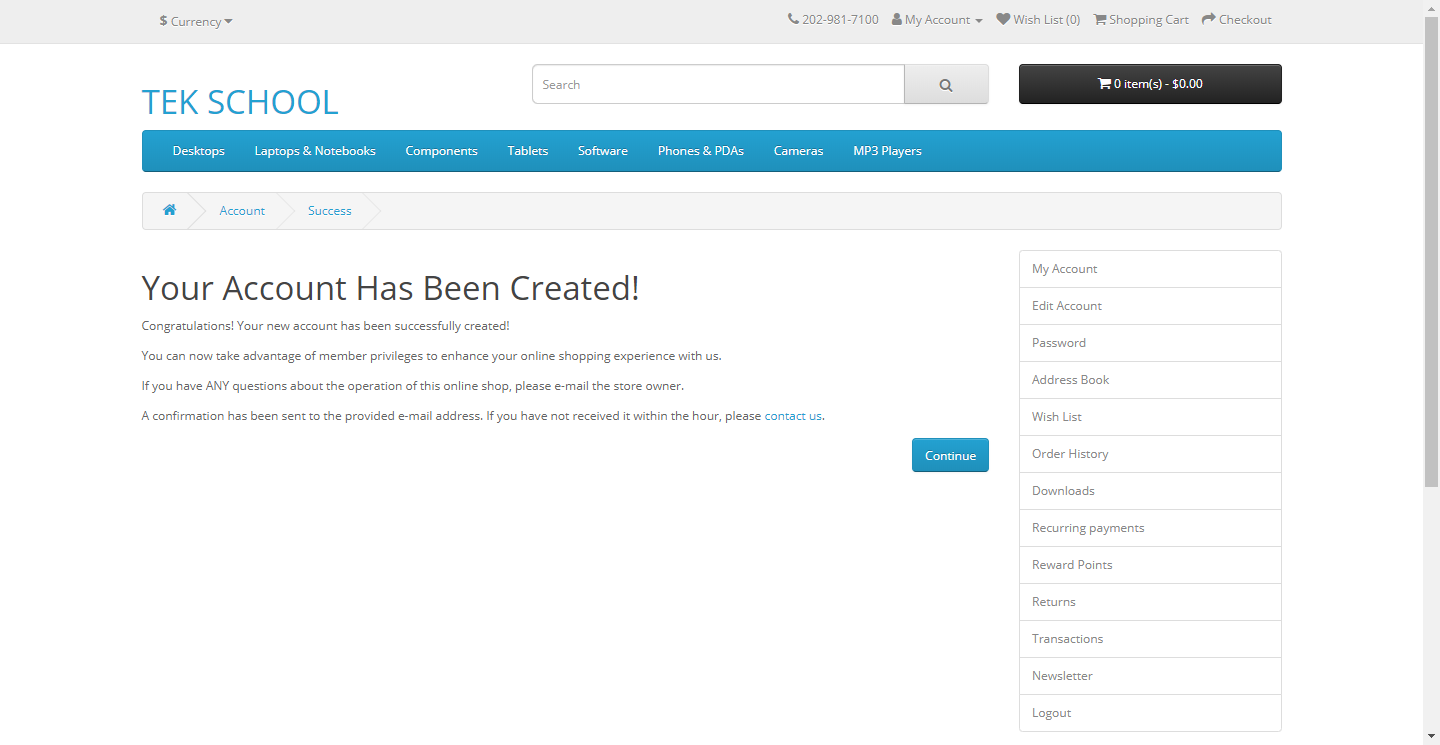 $ Currency
202-981-7100 My Account Wish List (0) Shopping Cart Checkout
TEK SCHOOL
Search
0 item(s) - $0.00
Desktops Laptops & Notebooks Components Tablets Software Phones & PDAs Cameras MP3 Players
Account Success
Your Account Has Been Created!
Congratulations! Your new account has been successfully created!
You can now take advantage of member privileges to enhance your online shopping experience with us.
If you have ANY questions about the operation of this online shop, please e-mail the store owner.
A confirmation has been sent to the provided e-mail address. If you have not received it within the hour, please contact us.
Continue
My Account
Edit Account
Password
Address Book
Wish List
Order History
Downloads
Recurring payments
Reward Points
Returns
Transactions
Newsletter
Logout